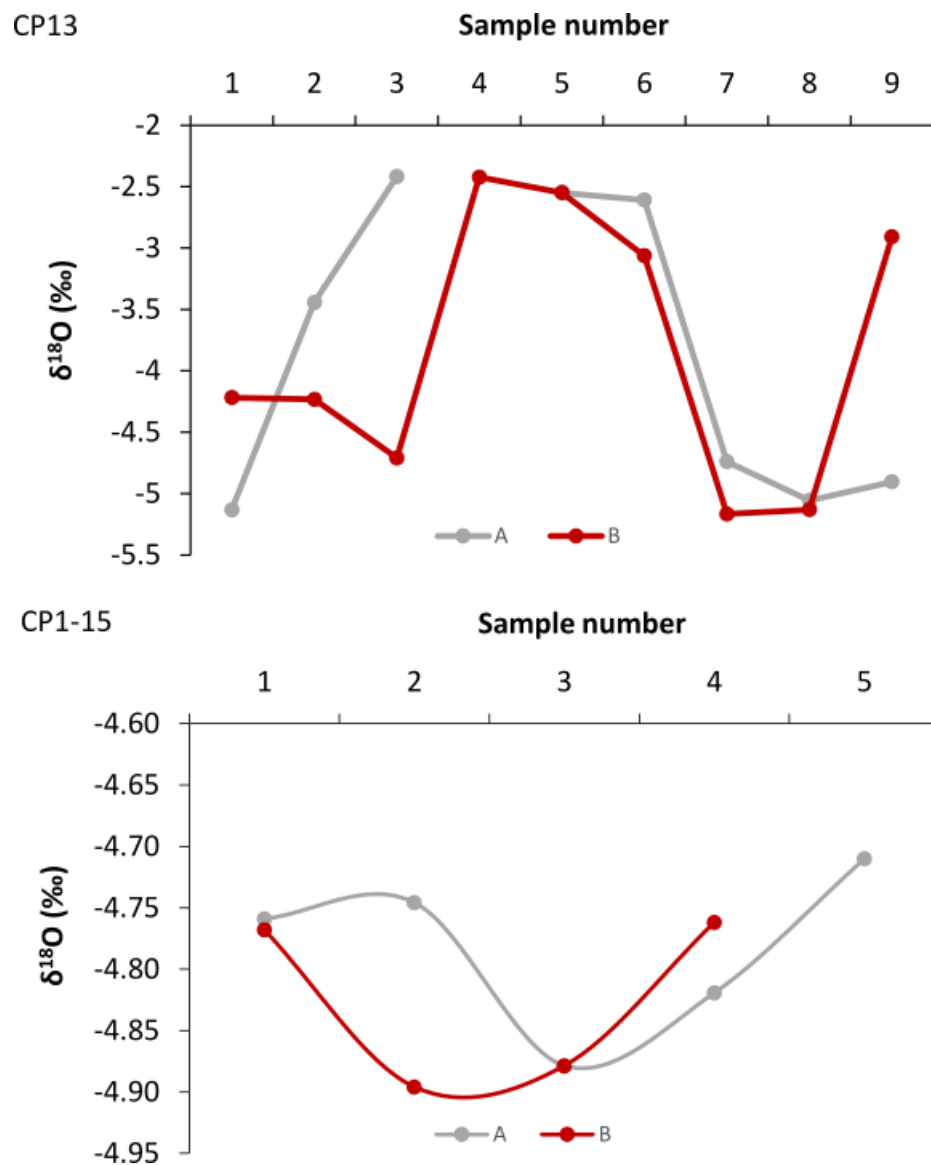 CP13
Sample number
1 2 3 4 5 6 7 8 9
-2
-2.5
-3
-3.5
-4
-4.5
-5
-5.5
δ¹⁸O (‰)
A B
CP1-15
Sample number
1 2 3 4 5
-4.60
-4.65
-4.70
-4.75
-4.80
-4.85
-4.90
-4.95
δ¹⁸O (‰)
A B